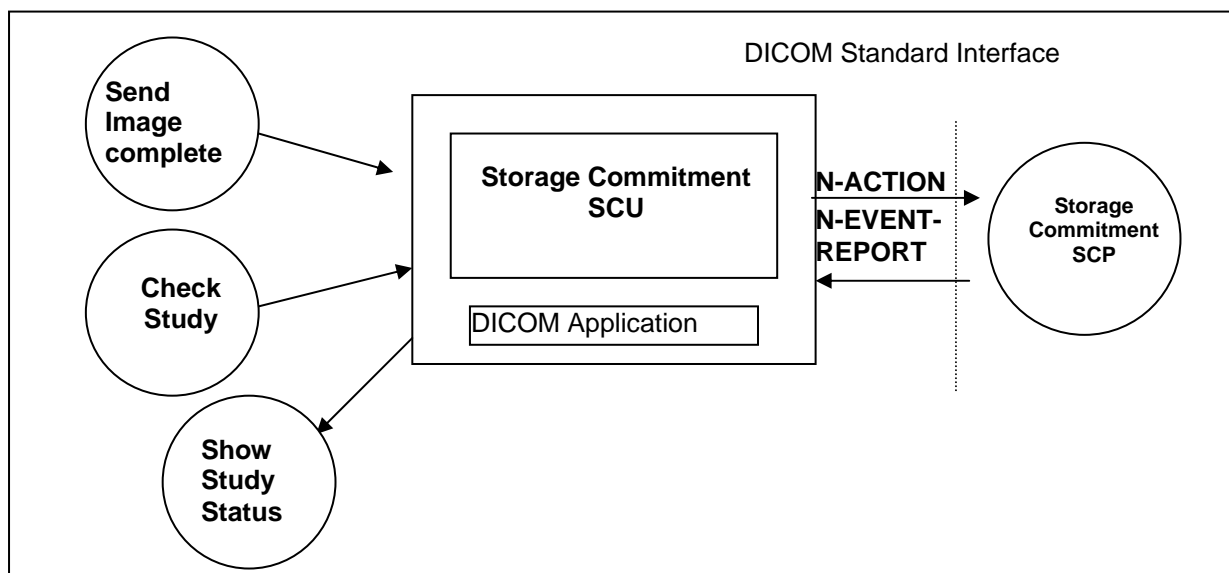 DICOM Standard Interface
Send
Image
complete
Storage Commitment
SCU
N-ACTION
N-EVENT-
REPORT
Storage
Commitment
SCP
Check
Study
DICOM Application
Show
Study
Status